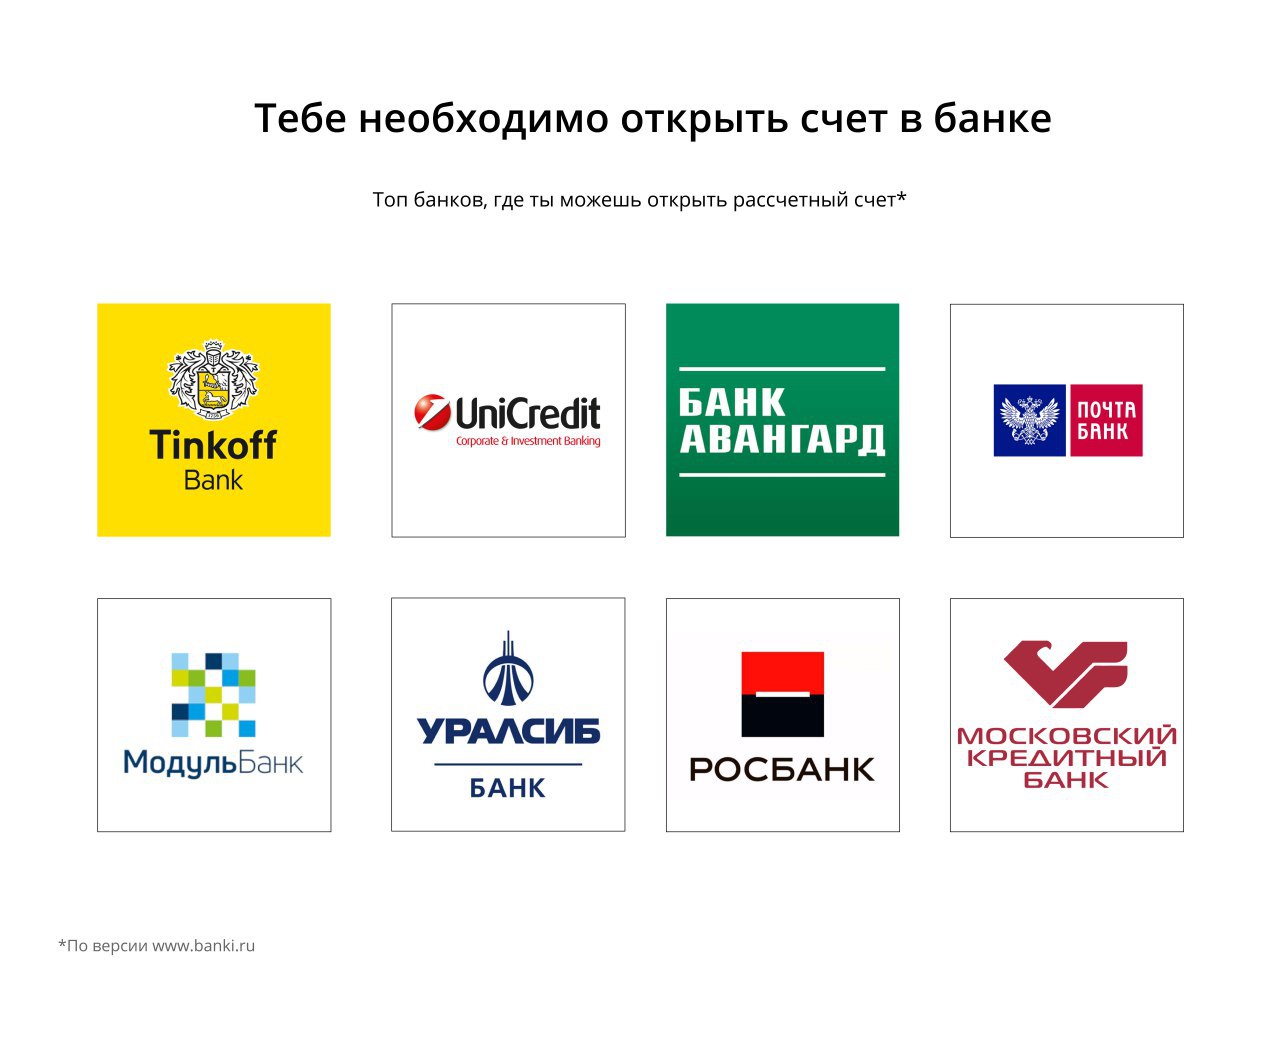 Тебе необходимо открыть счет в банке
Топ банков, где ты можешь открыть рассчетный счет*
Tinkoff
Bank
UniCredit
Corporate & Investment Banking
БАНК
АВАНГАРД
ПОЧТА
БАНК
МодульБанк
УРАЛСИБ
БАНК
РОСБАНК
МОСКОВСКИЙ
КРЕДИТНЫЙ
БАНК
*По версии www.banki.ru